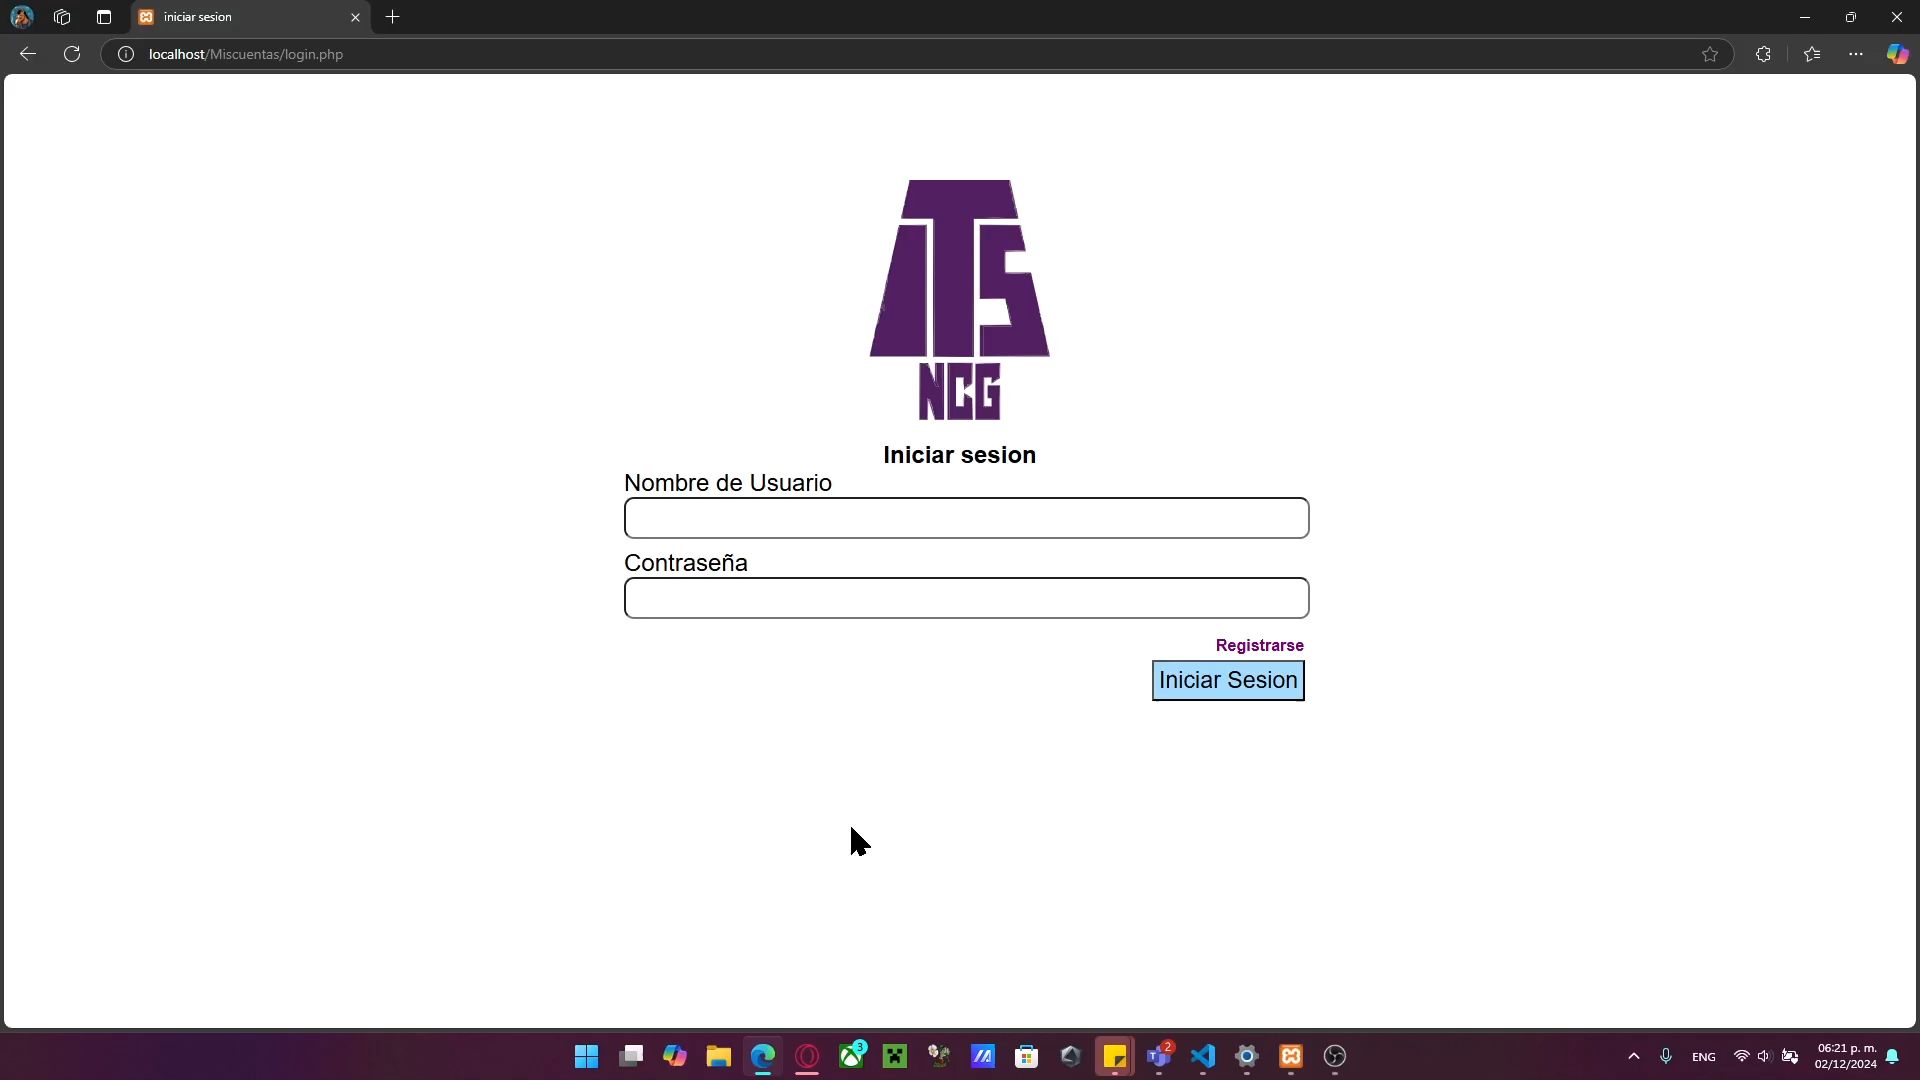 iniciar sesion
localhost/Miscuentas/login.php
ITS
NCG
Iniciar sesion
Nombre de Usuario
Contraseña
Registrarse
Iniciar Sesion
3
2
ENG
06:21 p. m.
02/12/2024